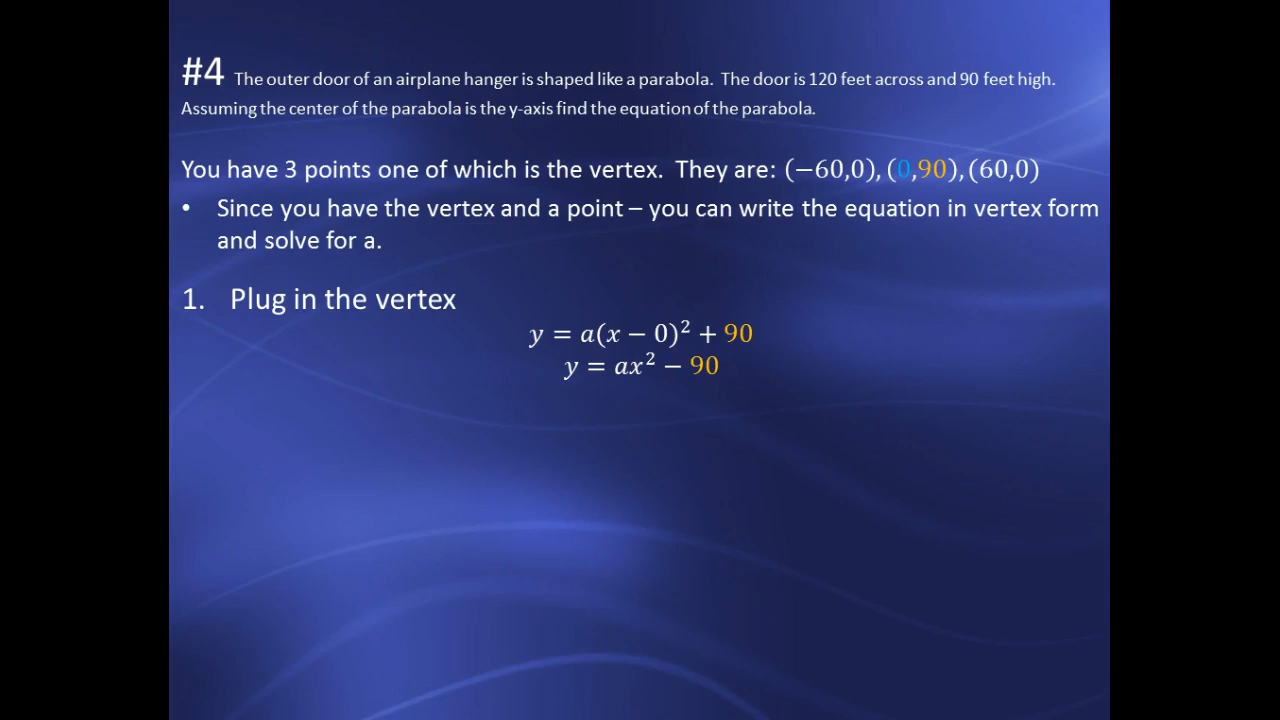 #4 The outer door of an airplane hanger is shaped like a parabola. The door is 120 feet across and 90 feet high.
Assuming the center of the parabola is the y-axis find the equation of the parabola.
You have 3 points one of which is the vertex. They are: (−60,0), (0,90), (60,0)
• Since you have the vertex and a point – you can write the equation in vertex form
and solve for a.
1. Plug in the vertex
y = a(x − 0)² + 90
y = ax² − 90